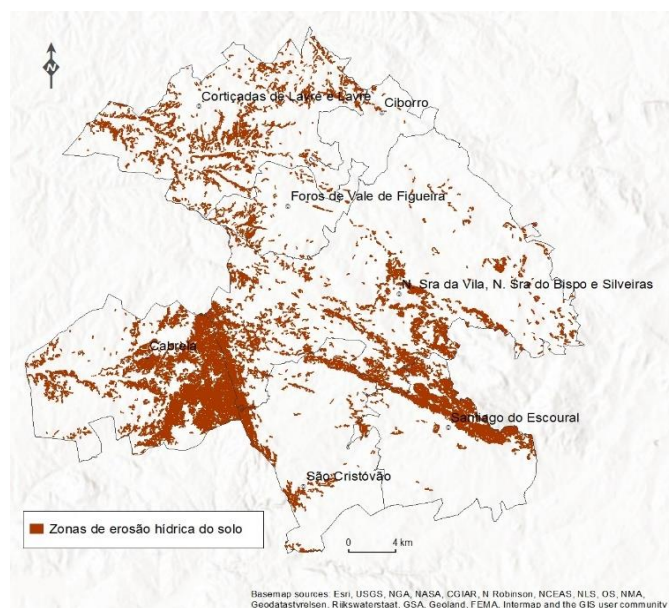 N
Cortiçadas de Lavre e Lavre
Ciborro
Foros de Vale de Figueira
N. Sra da Vila, N. Sra do Bispo e Silveiras
Cabrela
Santiago do Escoural
São Cristóvão
Zonas de erosão hídrica do solo
0 4 km
Basemap sources: Esri, USGS, NGA, NASA, CGIAR, N Robinson, NCEAS, NLS, OS, NMA,
Geodatastyrelsen, Rijkswaterstaat, GSA, Geoland, FEMA, Intermap and the GIS user community